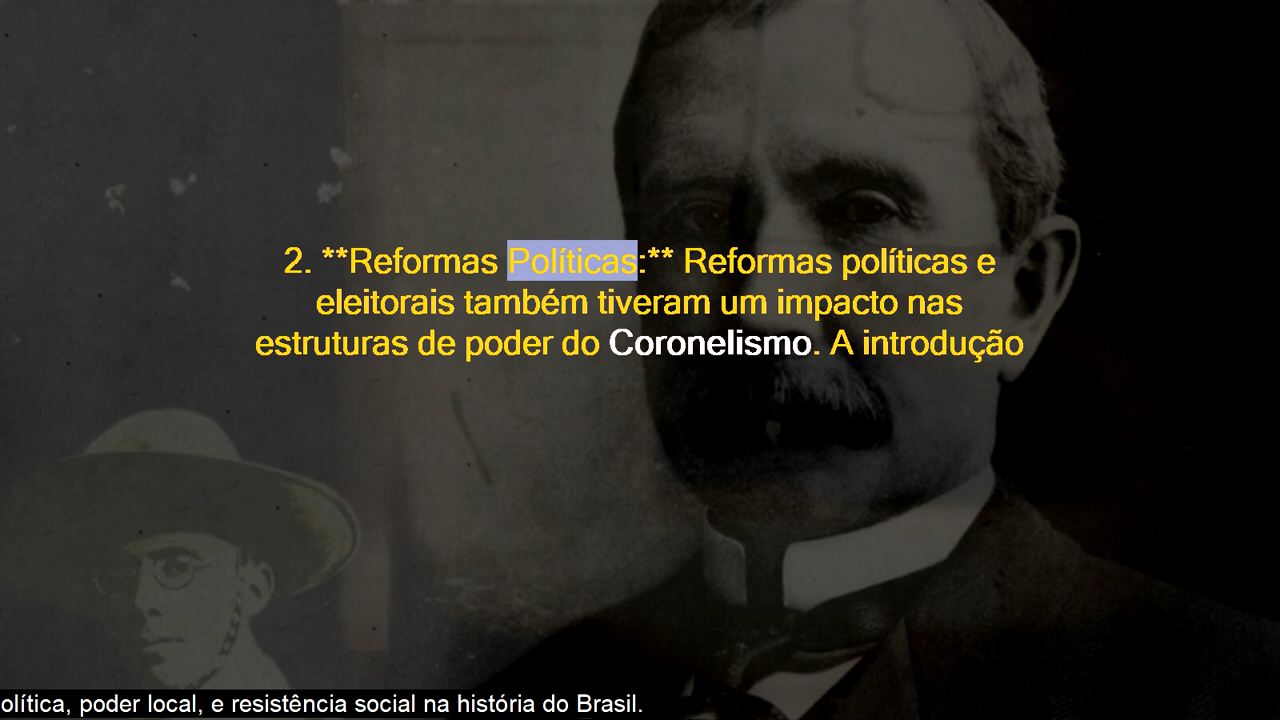 2. **Reformas Políticas:** Reformas políticas e
eleitorais também tiveram um impacto nas
estruturas de poder do Coronelismo. A introdução
olítica, poder local, e resistência social na história do Brasil.